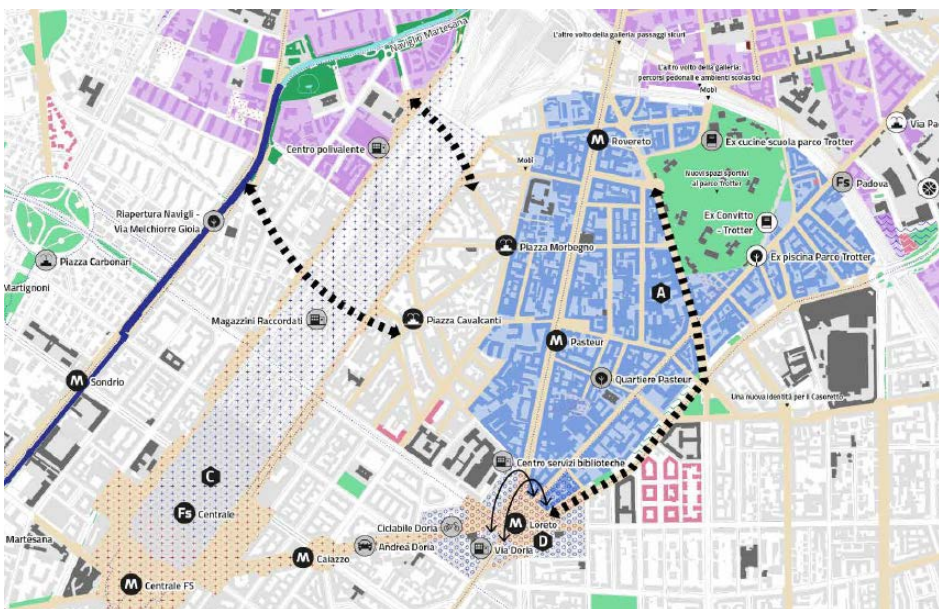 L'altro volto della galleria: passaggi sicuri
L'altro volto della galleria:
percorsi pedonali e ambienti scolastici
Mobì
Naviglio Martesana
Centro polivalente
M Rovereto
Ex cucine scuola parco Trotter
Via Pa
Mobì
Nuovi spazi sportivi
al parco Trotter
Fs Padova
Riapertura Navigli -
Via Melchiorre Gioia
Ex Convitto
- Trotter
Piazza Carbonari
Piazza Morbegno
Ex piscina Parco Trotter
Martignoni
A
Magazzini Raccordati
Piazza Cavalcanti
M Pasteur
M Sondrio
Quartiere Pasteur
Una nuova identità per il Casoretto
Centro servizi biblioteche
C
Fs Centrale
Ciclabile Doria
M Loreto
Martesana
Andrea Doria
Via Doria
D
M Caiazzo
M Centrale FS